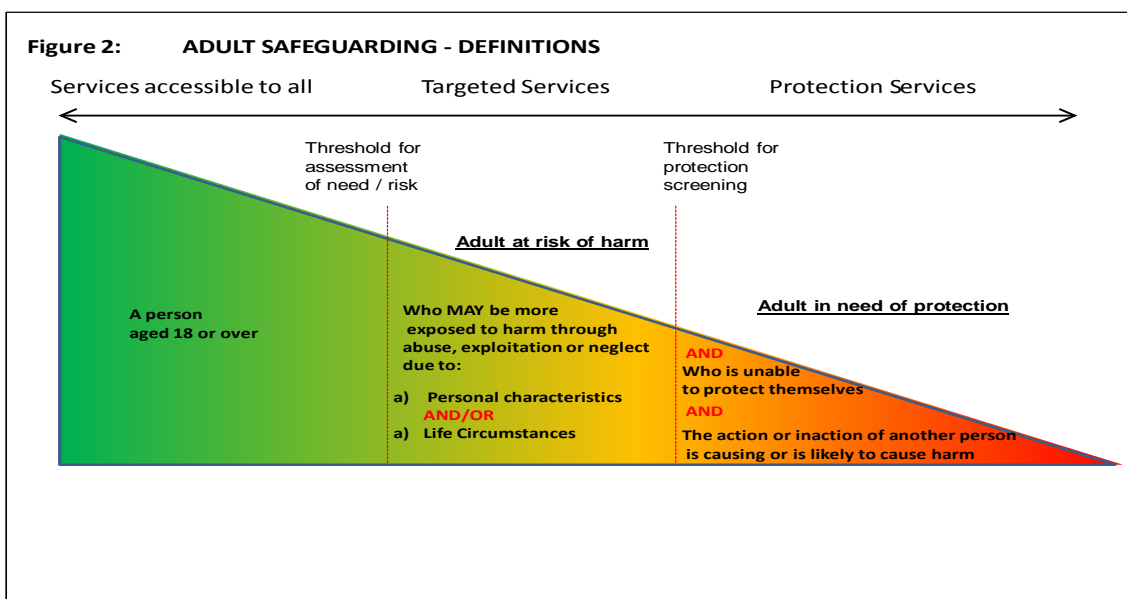 Figure 2: ADULT SAFEGUARDING - DEFINITIONS
Services accessible to all
Targeted Services
Protection Services
Threshold for
assessment
of need / risk
Threshold for
protection
screening
Adult at risk of harm
Adult in need of protection
A person
aged 18 or over
Who MAY be more
exposed to harm through
abuse, exploitation or neglect
due to:
a) Personal characteristics
AND/OR
a) Life Circumstances
AND
Who is unable
to protect themselves
AND
The action or inaction of another person
is causing or is likely to cause harm